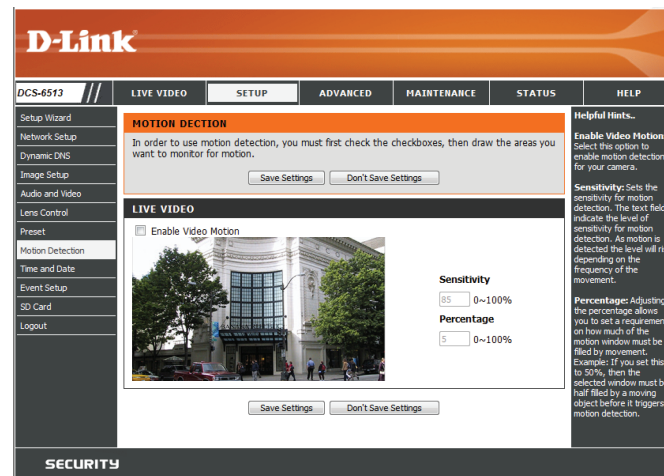 D-Link
DCS-6513
LIVE VIDEO
SETUP
ADVANCED
MAINTENANCE
STATUS
HELP
Setup Wizard
Network Setup
Dynamic DNS
Image Setup
Audio and Video
Lens Control
Preset
Motion Detection
Time and Date
Event Setup
SD Card
Logout
MOTION DECTION
In order to use motion detection, you must first check the checkboxes, then draw the areas you
want to monitor for motion.
Save Settings
Don't Save Settings
LIVE VIDEO
Enable Video Motion
Sensitivity
85 0~100%
Percentage
5 0~100%
Save Settings
Don't Save Settings
Helpful Hints..
Enable Video Motion
Select this option to
enable motion detection
for your camera.
Sensitivity: Sets the
sensitivity for motion
detection. The text field
indicate the level of
sensitivity for motion
detection. As motion is
detected the level will ri
depending on the
frequency of the
movement.
Percentage: Adjusting
the percentage allows
you to set a requiremen
on how much of the
motion window must be
filled by movement.
Example: If you set this
to 50%, then the
selected window must b
half filled by a moving
object before it triggers
motion detection.
SECURITY